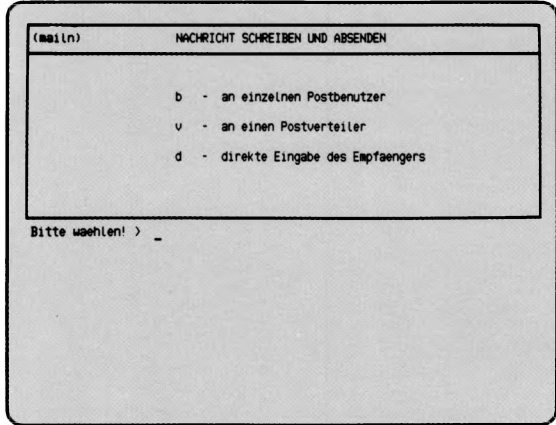 (mailn) NACHRICHT SCHREIBEN UND ABSENDEN
b - an einzelnen Postbenutzer
v - an einen Postverteiler
d - direkte Eingabe des Empfaengers
Bitte waehlen! > _